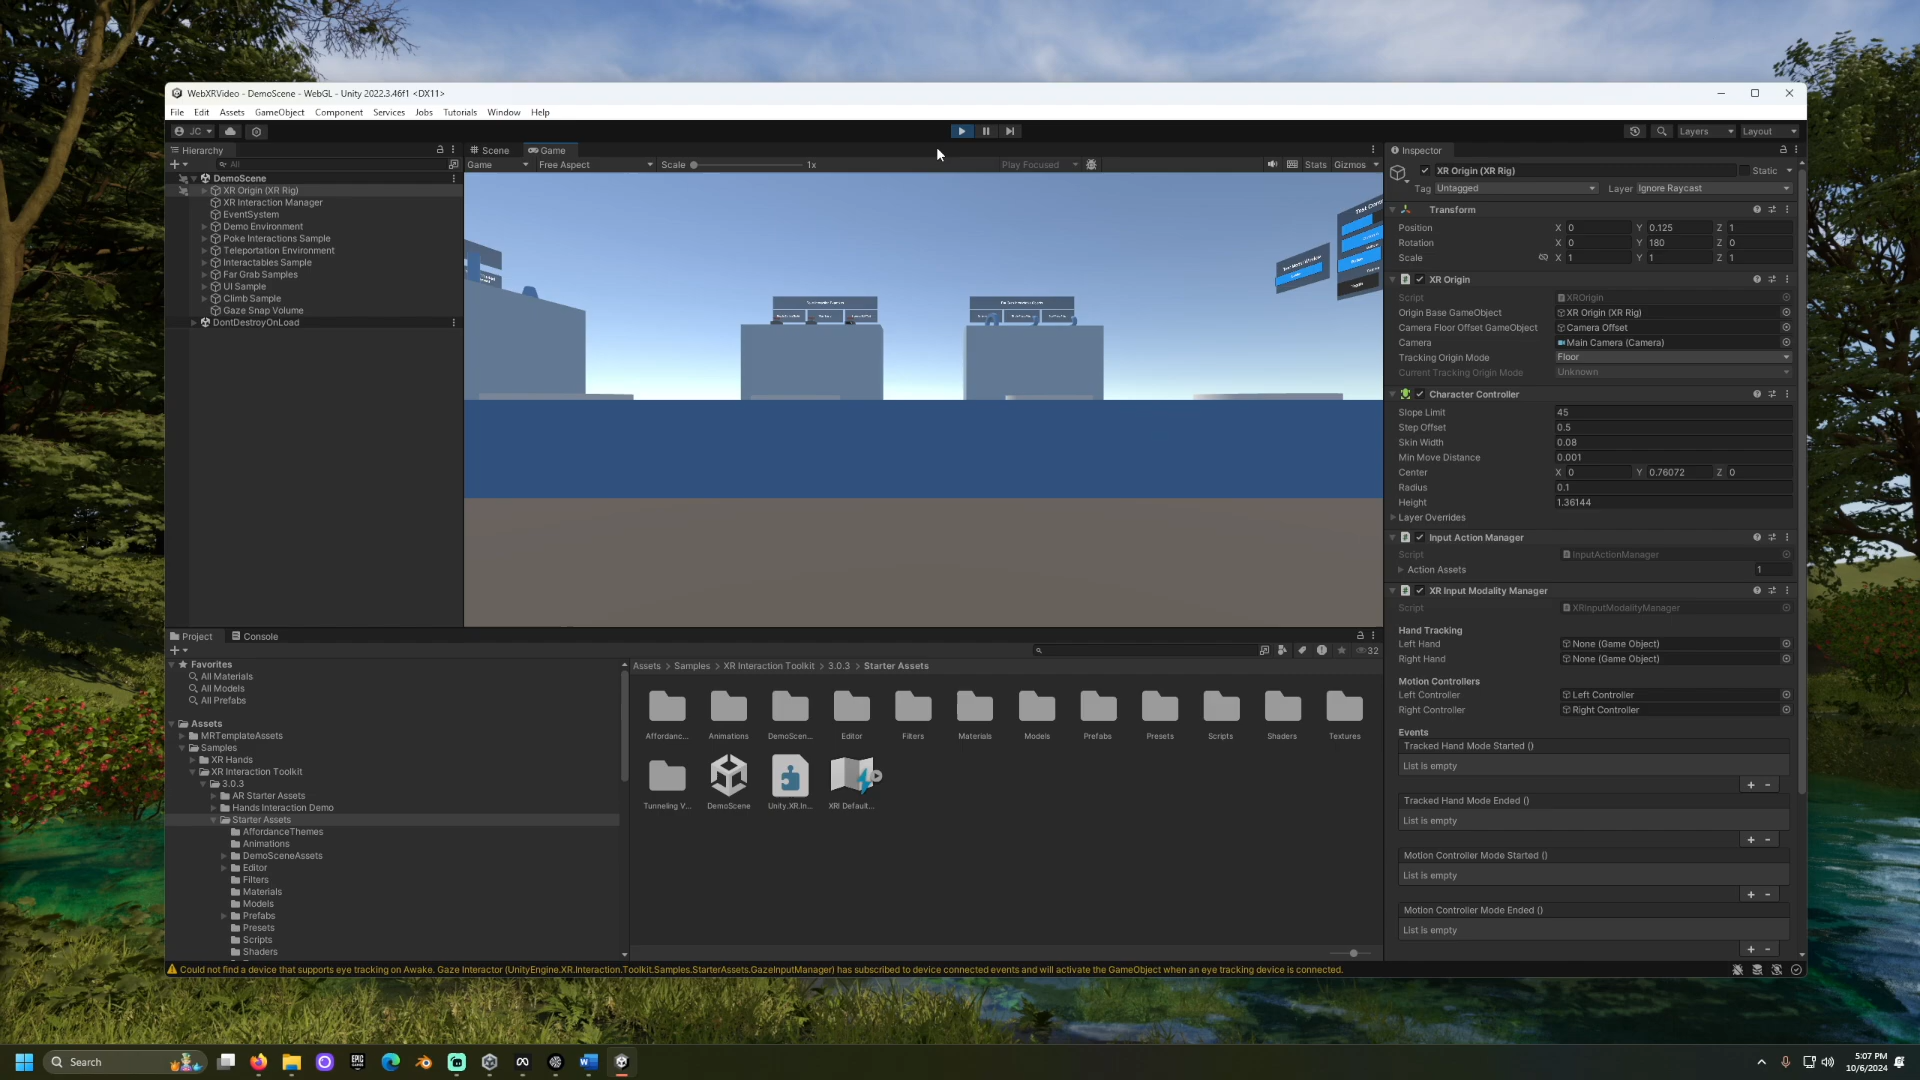 WebXRVideo - DemoScene - WebGL - Unity 2022.3.46f1 <DX11>
File Edit Assets GameObject Component Services Jobs Tutorials Window Help
JC Layers Layout
Hierarchy
All
DemoScene
XR Origin (XR Rig)
XR Interaction Manager
EventSystem
Demo Environment
Poke Interactions Sample
Teleportation Environment
Interactables Sample
Far Grab Samples
UI Sample
Climb Sample
Gaze Snap Volume
DontDestroyOnLoad
Scene Game
Game Free Aspect Scale 1x Play Focused Stats Gizmos
Inspector
XR Origin (XR Rig) Static
Tag Untagged Layer Ignore Raycast
Transform
Position X 0 Y 0.125 Z 1
Rotation X 0 Y 180 Z 0
Scale X 1 Y 1 Z 1
XR Origin
Script XROrigin
Origin Base GameObject XR Origin (XR Rig)
Camera Floor Offset GameObject Camera Offset
Camera Main Camera (Camera)
Tracking Origin Mode Floor
Current Tracking Origin Mode Unknown
Character Controller
Slope Limit 45
Step Offset 0.5
Skin Width 0.08
Min Move Distance 0.001
Center X 0 Y 0.76072 Z 0
Radius 0.1
Height 1.36144
Layer Overrides
Input Action Manager
Script InputActionManager
Action Assets 1
XR Input Modality Manager
Script XRInputModalityManager
Hand Tracking
Left Hand None (Game Object)
Right Hand None (Game Object)
Motion Controllers
Left Controller Left Controller
Right Controller Right Controller
Events
Tracked Hand Mode Started ()
List is empty
Tracked Hand Mode Ended ()
List is empty
Motion Controller Mode Started ()
List is empty
Motion Controller Mode Ended ()
List is empty
Project Console
32
Favorites
All Materials
All Models
All Prefabs
Assets
MRTemplateAssets
Samples
XR Hands
XR Interaction Toolkit
3.0.3
AR Starter Assets
Hands Interaction Demo
Starter Assets
AffordanceThemes
Animations
DemoSceneAssets
Editor
Filters
Materials
Models
Prefabs
Presets
Scripts
Shaders
Assets > Samples > XR Interaction Toolkit > 3.0.3 > Starter Assets
Affordanc... Animations DemoScen... Editor Filters Materials Models Prefabs Presets Scripts Shaders Textures
Tunneling V... DemoScene Unity.XR.In... XRI Default...
Could not find a device that supports eye tracking on Awake. Gaze Interactor (UnityEngine.XR.Interaction.Toolkit.Samples.StarterAssets.GazeInputManager) has subscribed to device connected events and will activate the GameObject when an eye tracking device is connected.
Search
EPIC
5:07 PM
10/6/2024